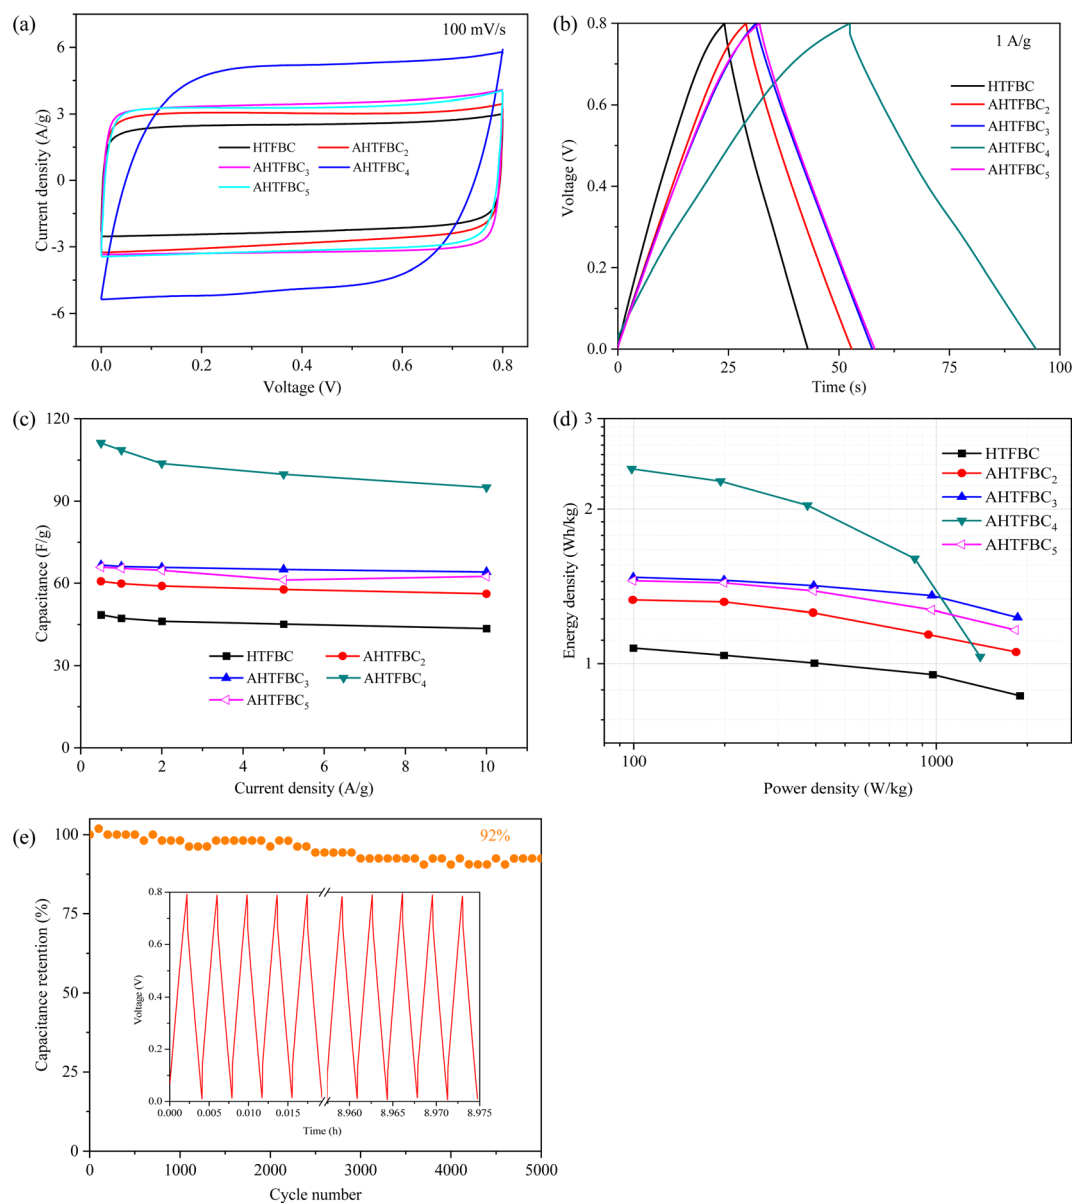 (a)
100 mV/s
Current density (A/g)
6
3
0
-3
-6
HTFBC
AHTFBC₂
AHTFBC₃
AHTFBC₄
AHTFBC₅
0.0 0.2 0.4 0.6 0.8
Voltage (V)
(b)
1 A/g
Voltage (V)
0.8
0.6
0.4
0.2
0.0
HTFBC
AHTFBC₂
AHTFBC₃
AHTFBC₄
AHTFBC₅
0 25 50 75 100
Time (s)
(c)
Capacitance (F/g)
120
90
60
30
0
HTFBC
AHTFBC₂
AHTFBC₃
AHTFBC₄
AHTFBC₅
0 2 4 6 8 10
Current density (A/g)
(d)
Energy density (Wh/kg)
3
2
1
HTFBC
AHTFBC₂
AHTFBC₃
AHTFBC₄
AHTFBC₅
100 1000
Power density (W/kg)
(e)
92%
Capacitance retention (%)
100
75
50
25
0
Voltage (V)
0.8
0.6
0.4
0.2
0.0
0.000 0.005 0.010 0.015 8.960 8.965 8.970 8.975
Time (h)
0 1000 2000 3000 4000 5000
Cycle number